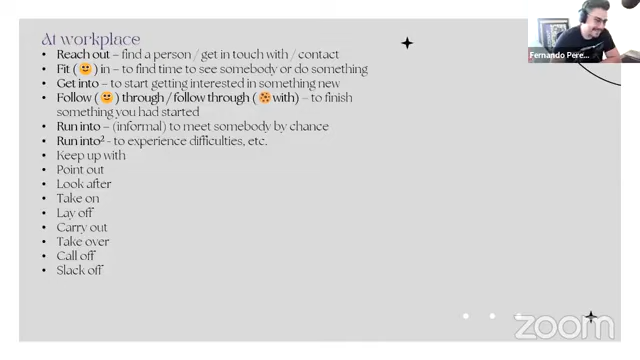 At workplace
• Reach out – find a person / get in touch with / contact
• Fit (😃) in – to find time to see somebody or do something
• Get into – to start getting interested in something new
• Follow (😃) through / follow through (🍪 with) – to finish
something you had started
• Run into – (informal) to meet somebody by chance
• Run into² - to experience difficulties, etc.
• Keep up with
• Point out
• Look after
• Take on
• Lay off
• Carry out
• Take over
• Call off
• Slack off
Fernando Pere...
zoom